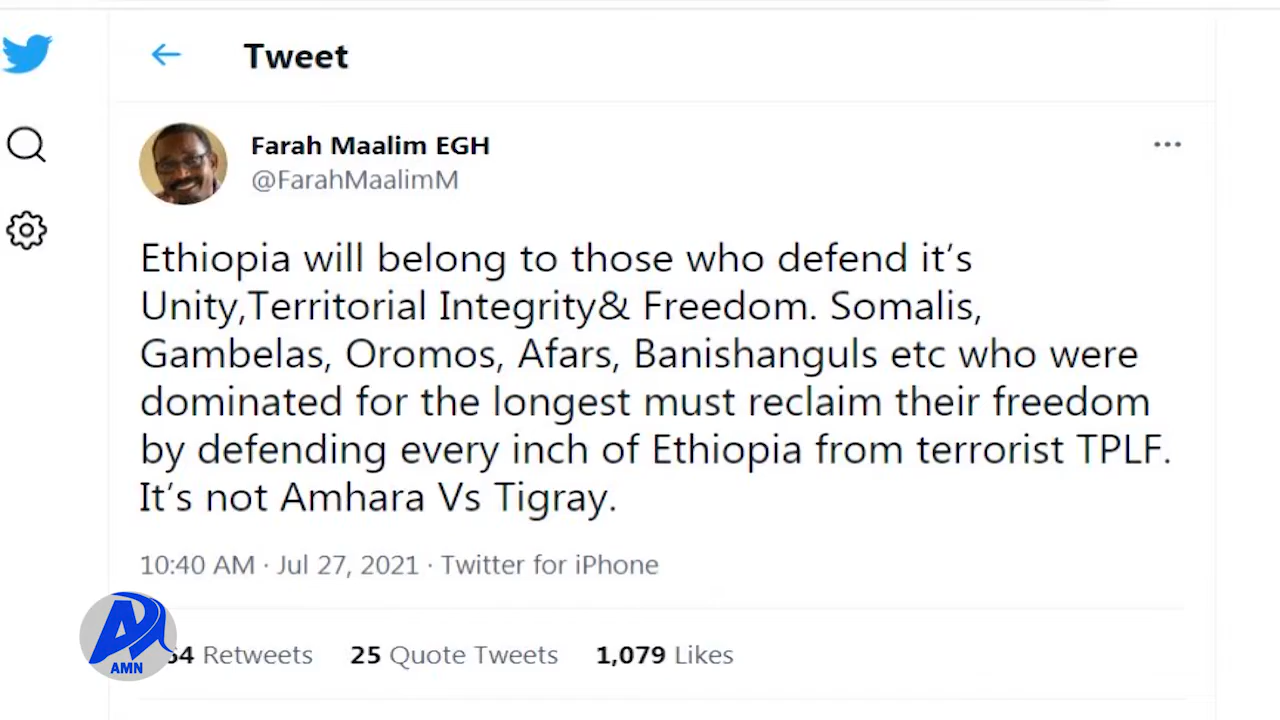 Tweet
Farah Maalim EGH
@FarahMaalimM
Ethiopia will belong to those who defend it's
Unity,Territorial Integrity& Freedom. Somalis,
Gambelas, Oromos, Afars, Banishanguls etc who were
dominated for the longest must reclaim their freedom
by defending every inch of Ethiopia from terrorist TPLF.
It's not Amhara Vs Tigray.
10:40 AM · Jul 27, 2021 · Twitter for iPhone
Retweets 25 Quote Tweets 1,079 Likes
AMN